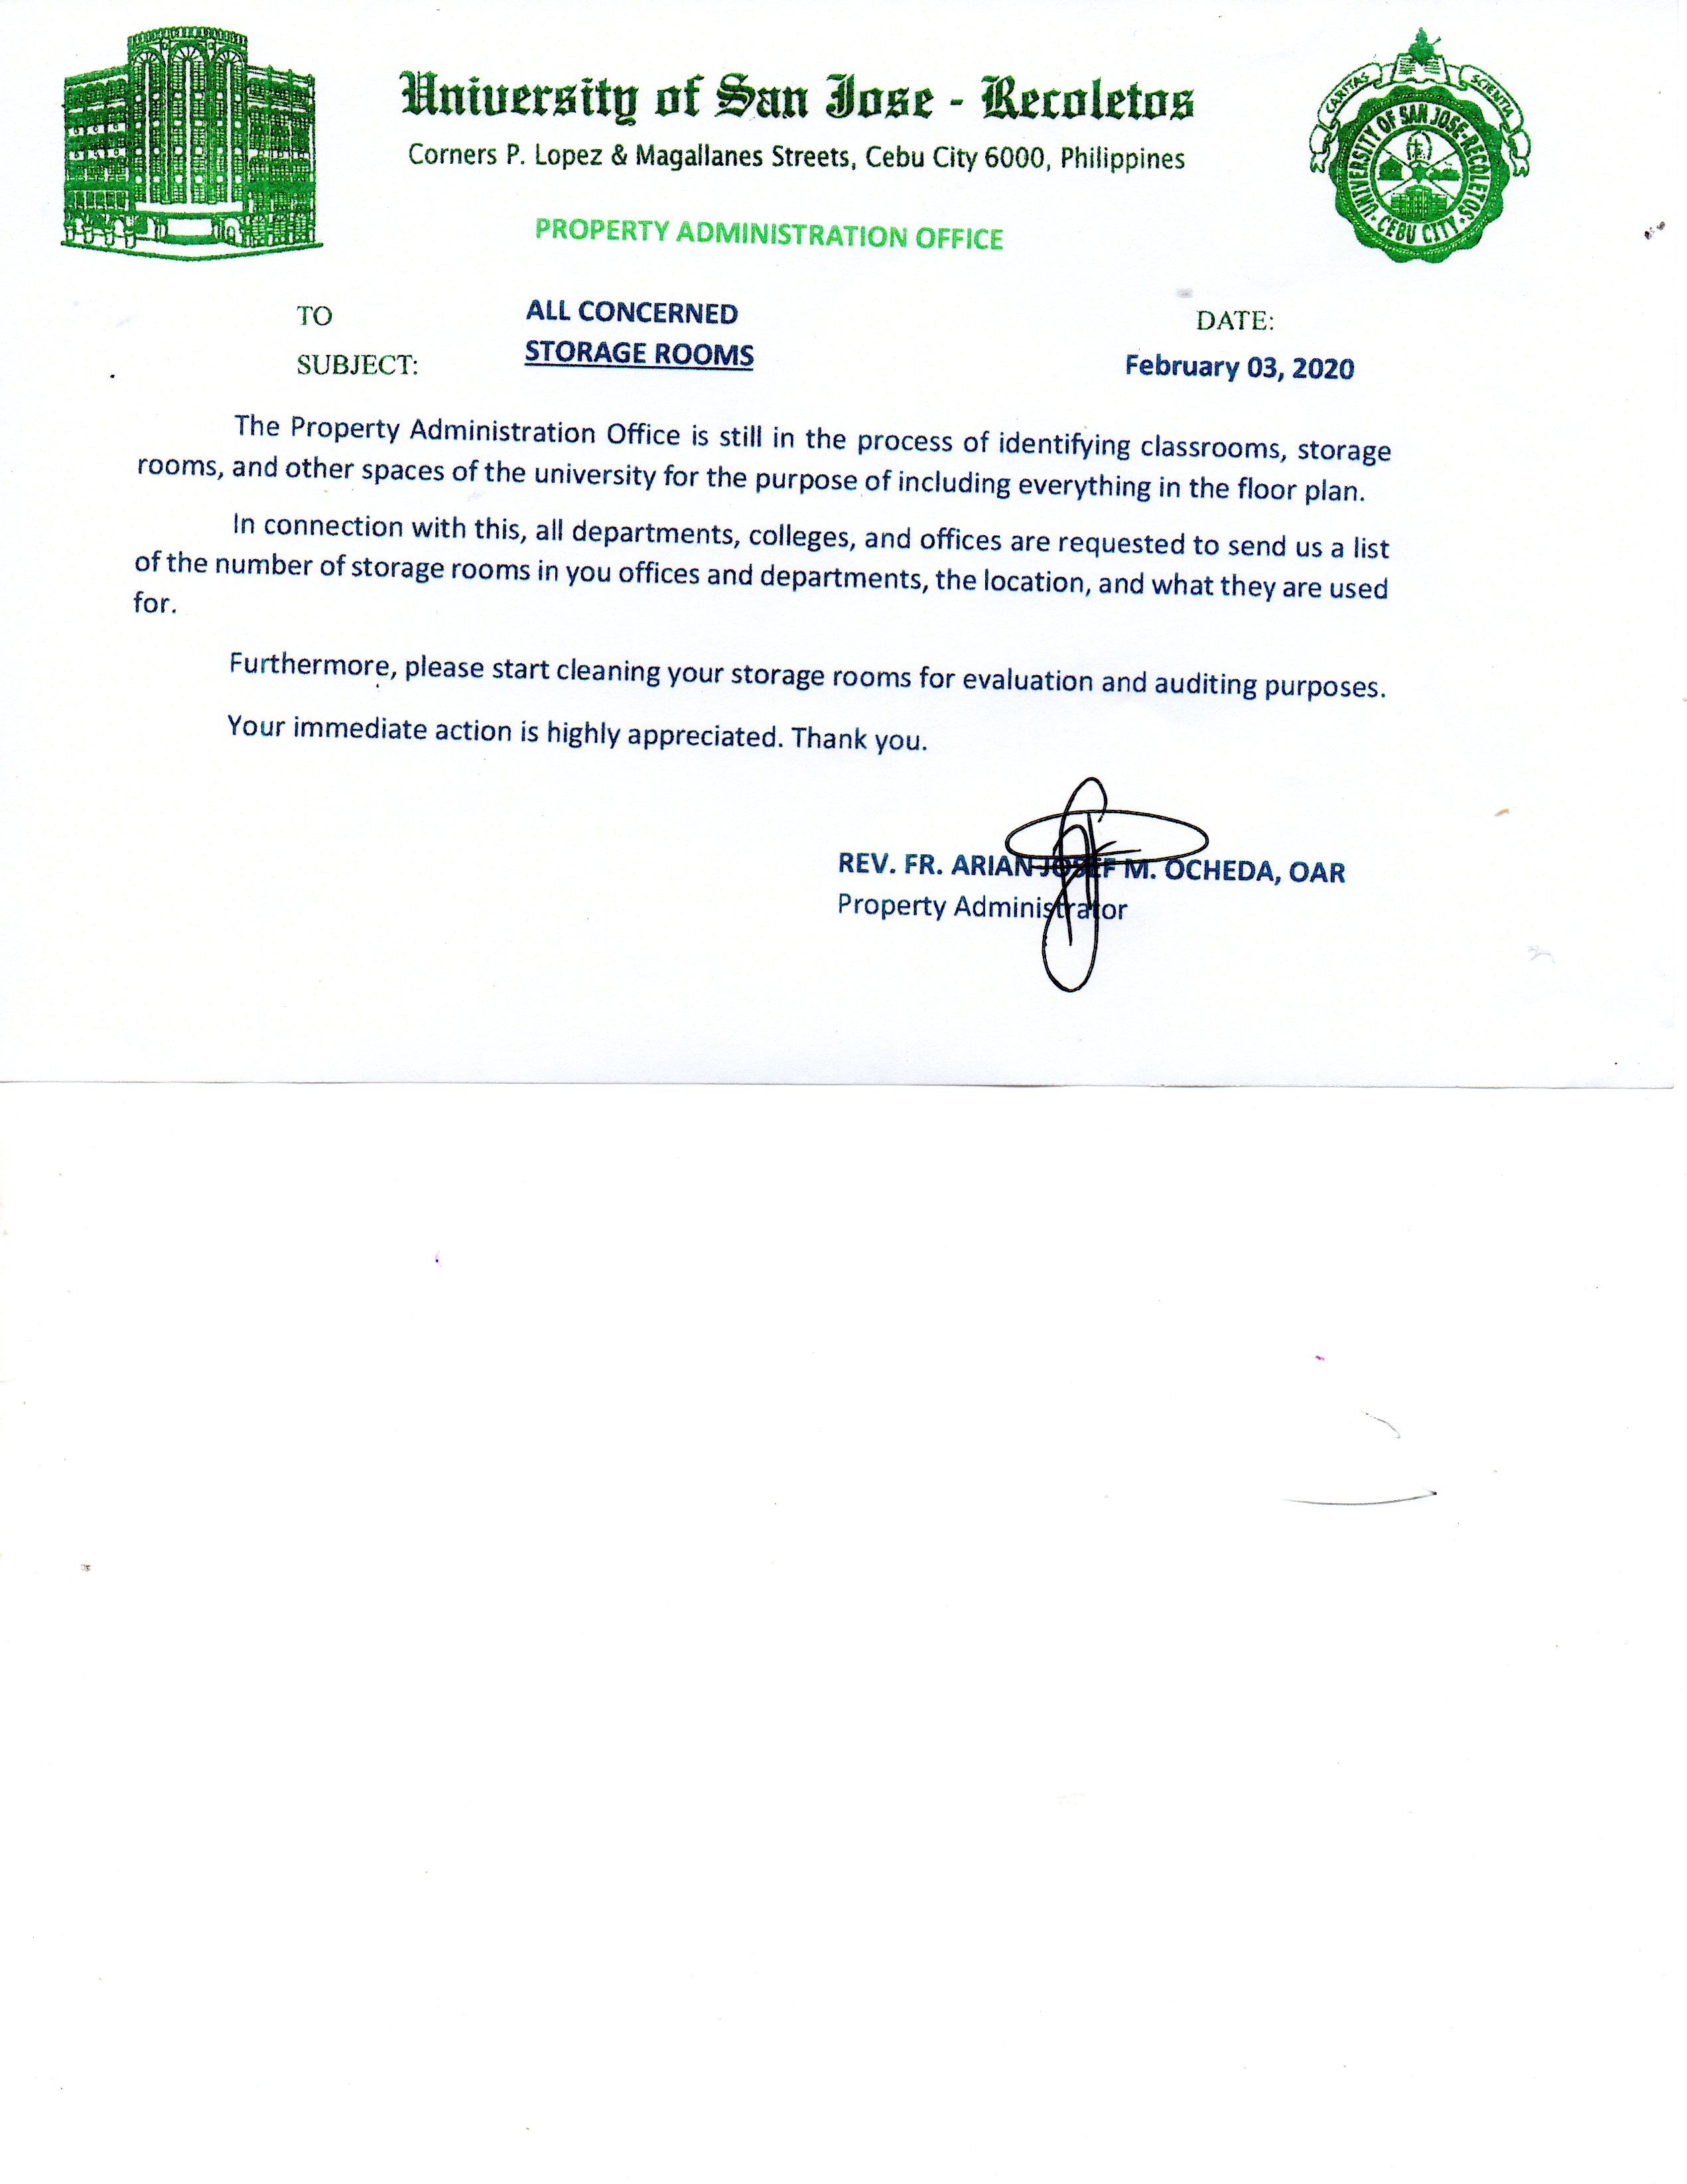 University of San Jose - Recoletos
Corners P. Lopez & Magallanes Streets, Cebu City 6000, Philippines
CARITAS
SCIENTIA
UNIVERSITY OF SAN JOSE-RECOLETOS
CEBU CITY
PROPERTY ADMINISTRATION OFFICE
TO
ALL CONCERNED
DATE:
SUBJECT:
STORAGE ROOMS
February 03, 2020
The Property Administration Office is still in the process of identifying classrooms, storage
rooms, and other spaces of the university for the purpose of including everything in the floor plan.
In connection with this, all departments, colleges, and offices are requested to send us a list
of the number of storage rooms in you offices and departments, the location, and what they are used
for.
Furthermore, please start cleaning your storage rooms for evaluation and auditing purposes.
Your immediate action is highly appreciated. Thank you.
REV. FR. ARIAN JOSEF M. OCHEDA, OAR
Property Administrator